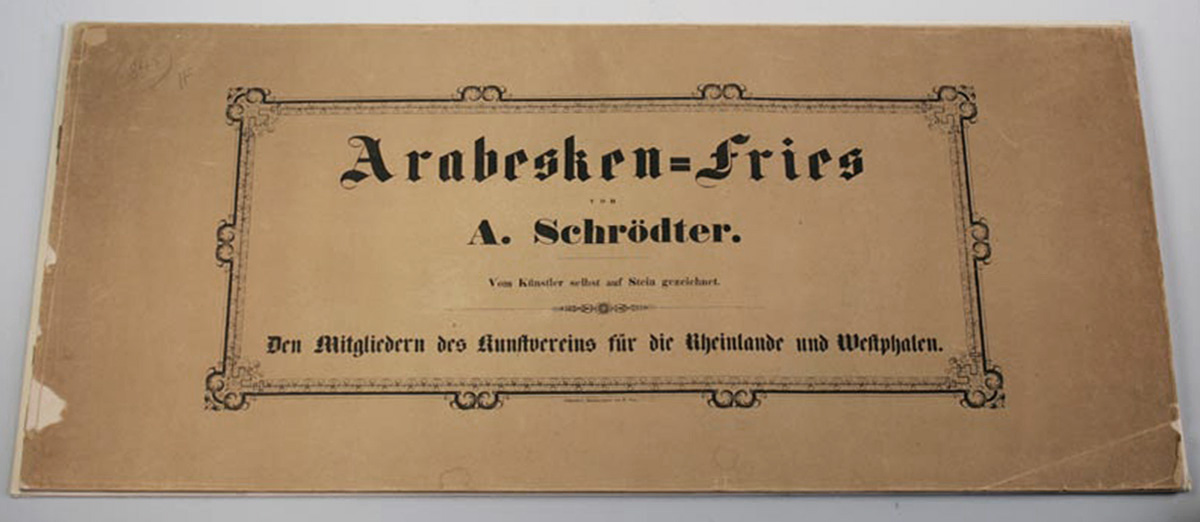 Arabesken=Fries
VON
A. Schrödter.
Vom Künstler selbst auf Stein gezeichnet.
Den Mitgliedern des Kunstvereins für die Rheinlande und Westphalen.